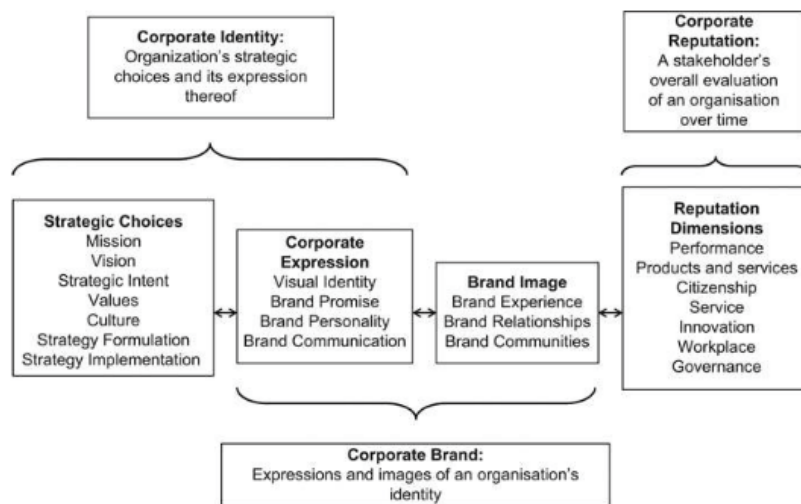 Corporate Identity:
Organization's strategic
choices and its expression
thereof
Corporate
Reputation:
A stakeholder's
overall evaluation
of an organisation
over time
Strategic Choices
Mission
Vision
Strategic Intent
Values
Culture
Strategy Formulation
Strategy Implementation
Corporate
Expression
Visual Identity
Brand Promise
Brand Personality
Brand Communication
Brand Image
Brand Experience
Brand Relationships
Brand Communities
Reputation
Dimensions
Performance
Products and services
Citizenship
Service
Innovation
Workplace
Governance
Corporate Brand:
Expressions and images of an organisation's
identity